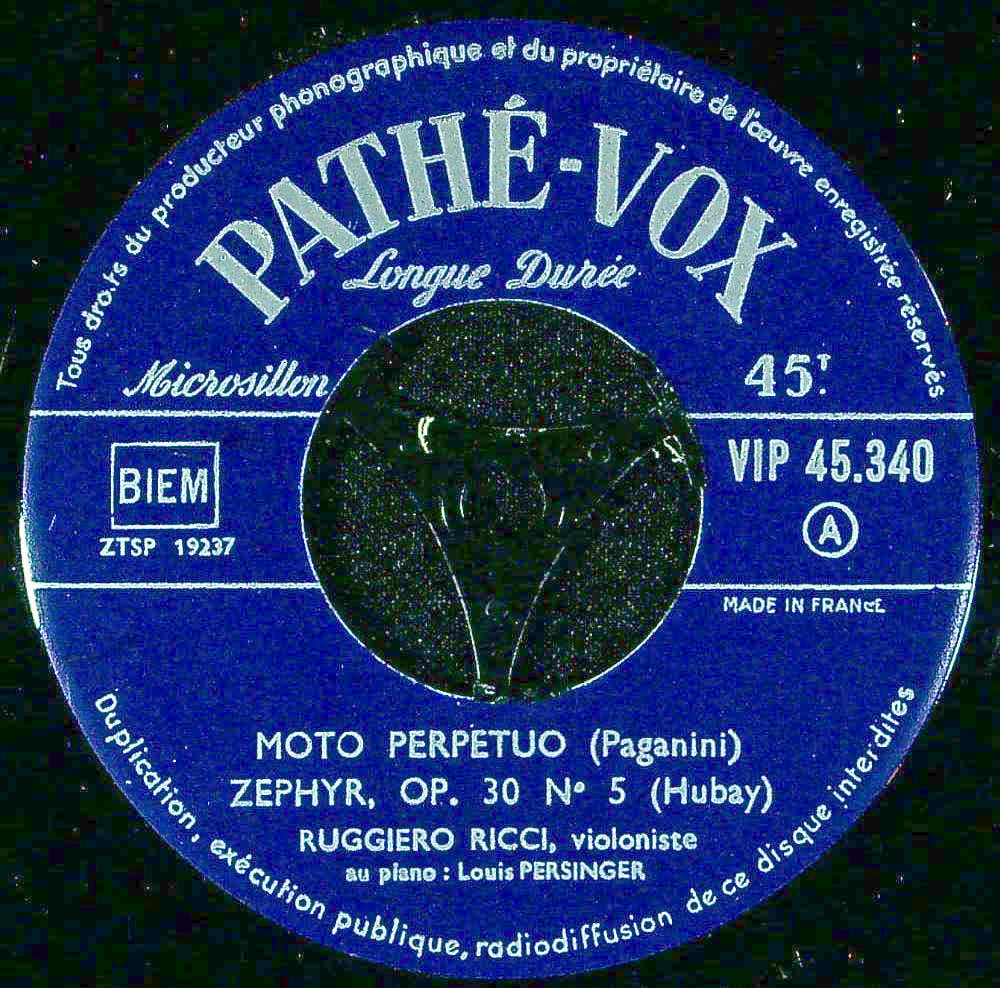 Tous droits du producteur phonographique et du propriétaire de l'œuvre enregistrée réservés
PATHÉ-VOX
Longue Durée
Microsillon
45T.
BIEM
ZTSP 19237
VIP 45.340
A
MADE IN FRANCE
MOTO PERPETUO (Paganini)
ZEPHYR, OP. 30 N° 5 (Hubay)
RUGGIERO RICCI, violoniste
au piano : Louis PERSINGER
Duplication, exécution publique, radiodiffusion de ce disque interdites